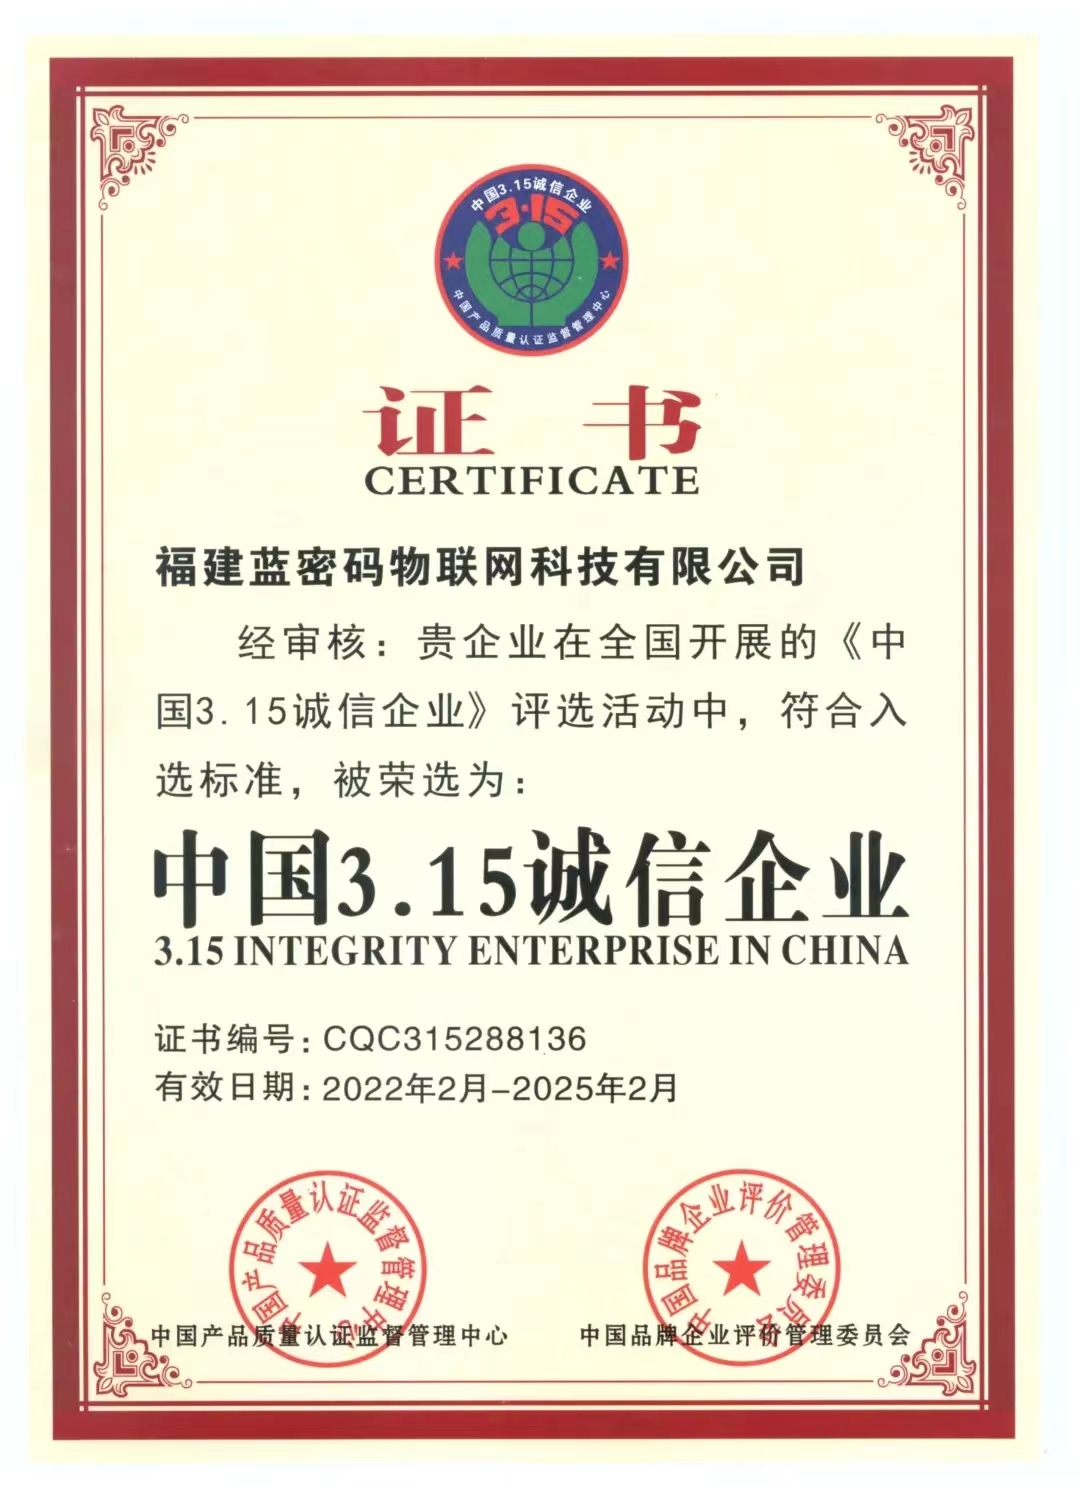 中国3.15诚信企业
3·15
中国产品质量认证监督管理中心
证书
CERTIFICATE
福建蓝密码物联网科技有限公司
经审核：贵企业在全国开展的《中
国3.15诚信企业》评选活动中，符合入
选标准，被荣选为：
中国3.15诚信企业
3.15 INTEGRITY ENTERPRISE IN CHINA
证书编号：CQC315288136
有效日期：2022年2月-2025年2月
中国产品质量认证监督管理中心
中国品牌企业评价管理委员会
中国产品质量认证监督管理中心
中国品牌企业评价管理委员会